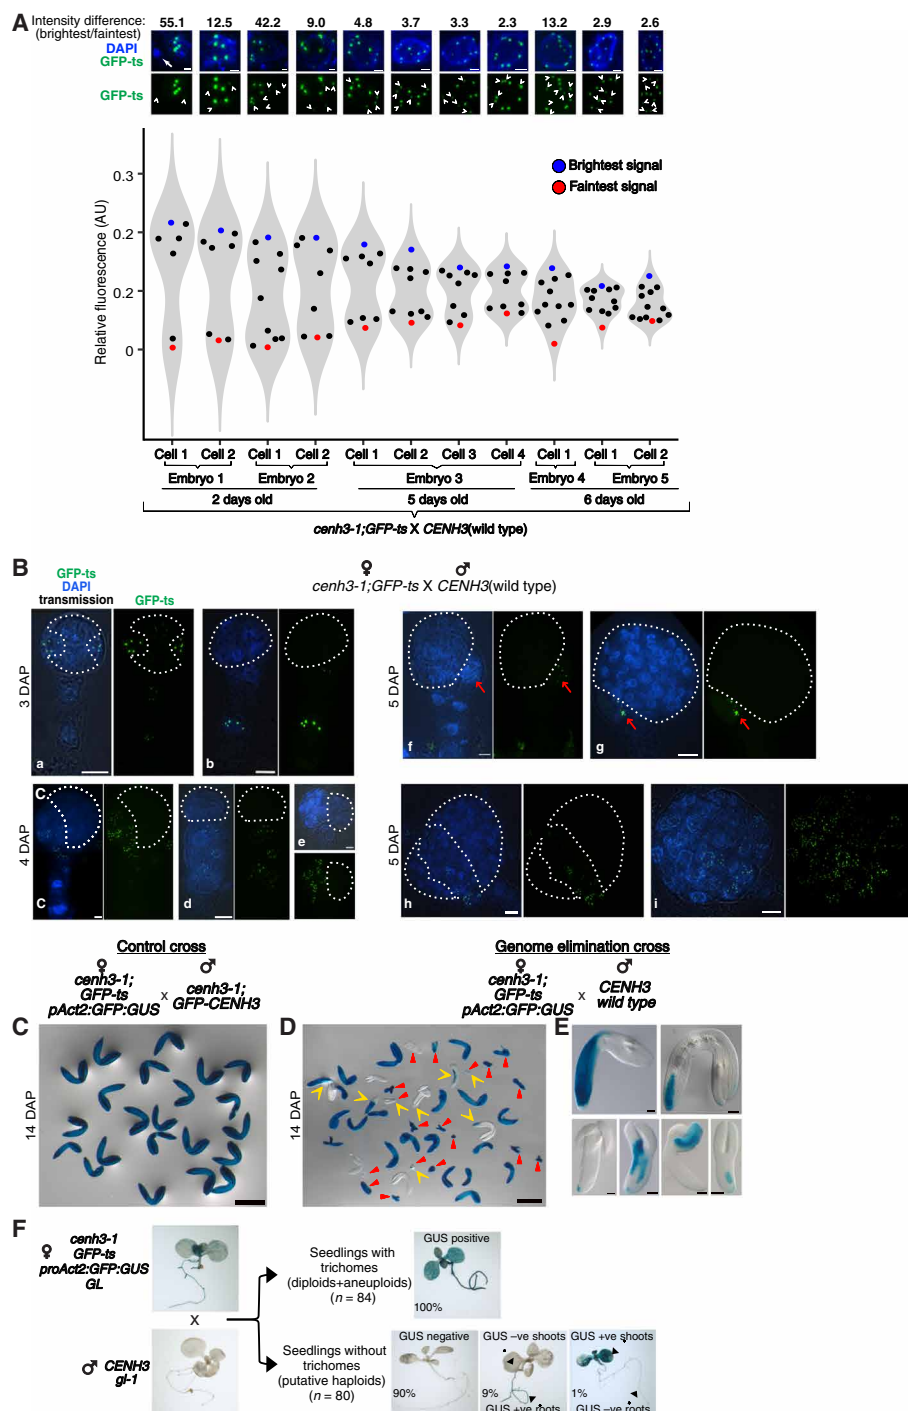 A
Intensity difference: (brightest/faintest)
55.1 12.5 42.2 9.0 4.8 3.7 3.3 2.3 13.2 2.9 2.6
DAPI
GFP-ts
GFP-ts
Relative fluorescence (AU)
0.3
0.2
0.2
0
Brightest signal
Faintest signal
Cell 1 Cell 2 Cell 1 Cell 2 Cell 1 Cell 2 Cell 3 Cell 4 Cell 1 Cell 1 Cell 2
Embryo 1 Embryo 2 Embryo 3 Embryo 4 Embryo 5
2 days old 5 days old 6 days old
cenh3-1;GFP-ts X CENH3(wild type)
B
GFP-ts
DAPI
transmission
GFP-ts
♀ ♂
cenh3-1;GFP-ts X CENH3(wild type)
3 DAP
a
b
5 DAP
f
g
4 DAP
C
C
d
e
5 DAP
h
i
Control cross
♀ ♂
cenh3-1;
GFP-ts
pAct2:GFP:GUS
x
cenh3-1;
GFP-CENH3
Genome elimination cross
♀ ♂
cenh3-1;
GFP-ts
pAct2:GFP:GUS
x
CENH3
wild type
C
14 DAP
D
14 DAP
E
F
♀
cenh3-1
GFP-ts
proAct2:GFP:GUS
GL
X
♂ CENH3
gl-1
Seedlings with
trichomes
(diploids+aneuploids)
(n = 84)
GUS positive
100%
Seedlings without
trichomes
(putative haploids)
(n = 80)
GUS negative
90%
GUS –ve shoots
9%
GUS +ve roots
GUS +ve shoots
1%
GUS –ve roots